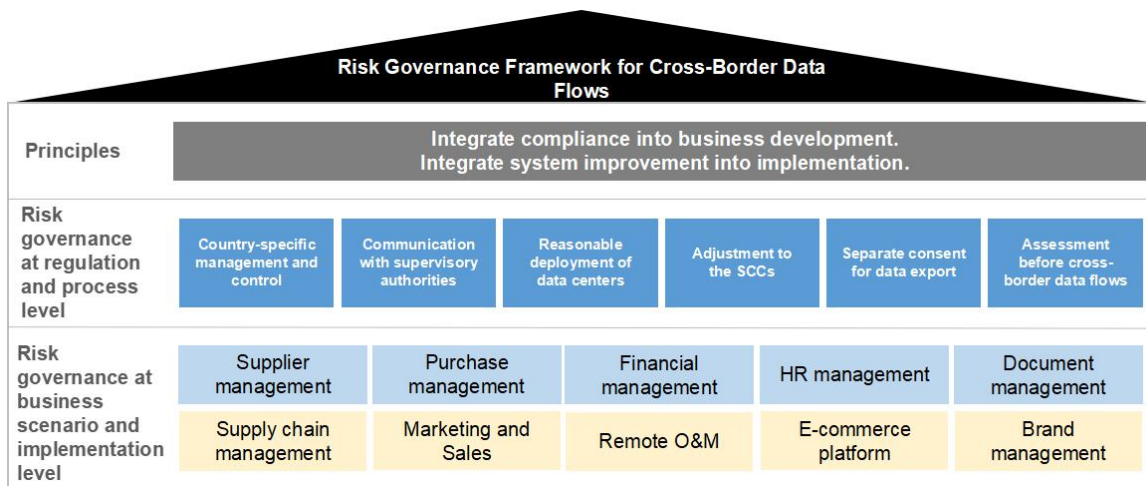 Risk Governance Framework for Cross-Border Data
Flows
Principles
Integrate compliance into business development.
Integrate system improvement into implementation.
Risk
governance
at regulation
and process
level
Country-specific
management and
control
Communication
with supervisory
authorities
Reasonable
deployment of
data centers
Adjustment to
the SCCs
Separate consent
for data export
Assessment
before cross-
border data flows
Risk
governance at
business
scenario and
implementation
level
Supplier
management
Purchase
management
Financial
management
HR management
Document
management
Supply chain
management
Marketing and
Sales
Remote O&M
E-commerce
platform
Brand
management